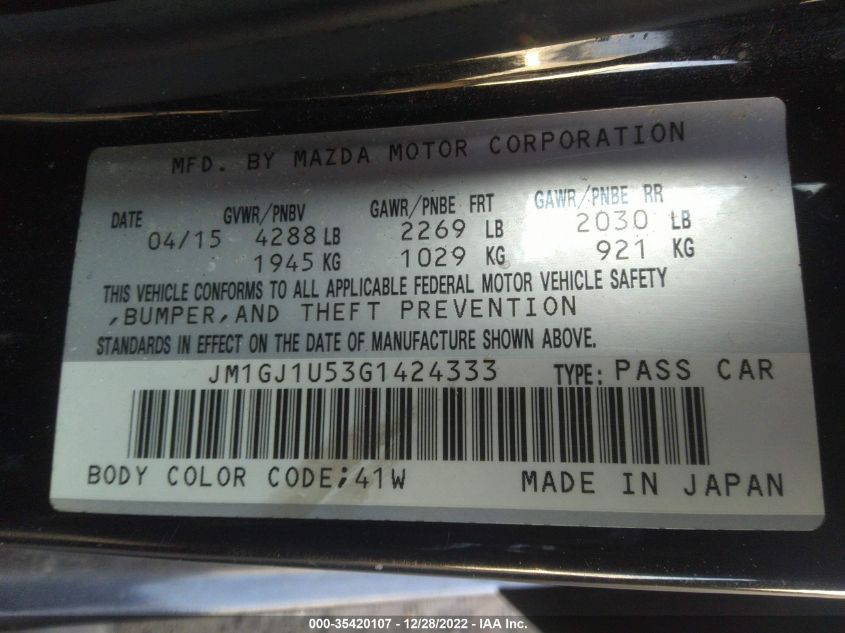 MFD. BY MAZDA MOTOR CORPORATION
DATE GVWR/PNBV GAWR/PNBE FRT GAWR/PNBE RR
04/15 4288 LB 2269 LB 2030 LB
1945 KG 1029 KG 921 KG
THIS VEHICLE CONFORMS TO ALL APPLICABLE FEDERAL MOTOR VEHICLE SAFETY
,BUMPER,AND THEFT PREVENTION
STANDARDS IN EFFECT ON THE DATE OF MANUFACTURE SHOWN ABOVE.
JM1GJ1U53G1424333 TYPE: PASS CAR
BODY COLOR CODE;41W MADE IN JAPAN
000-35420107 - 12/28/2022 - IAA Inc.